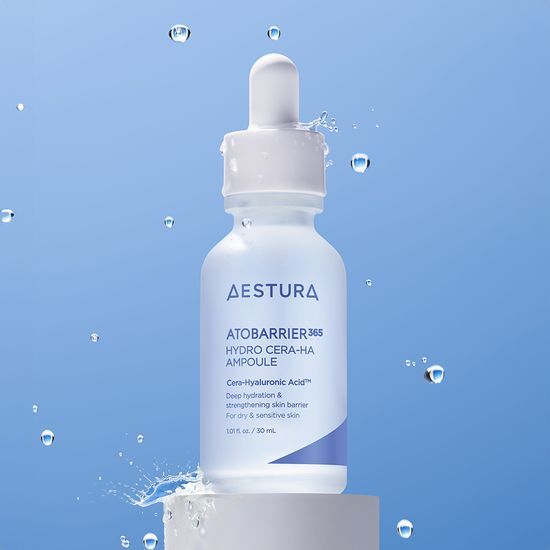 AESTURA
ATOBARRIER365
HYDRO CERA-HA
AMPOULE
Cera-Hyaluronic Acid™
Deep hydration &
strengthening skin barrier
For dry & sensitive skin
1.01 fl. oz. / 30 mL